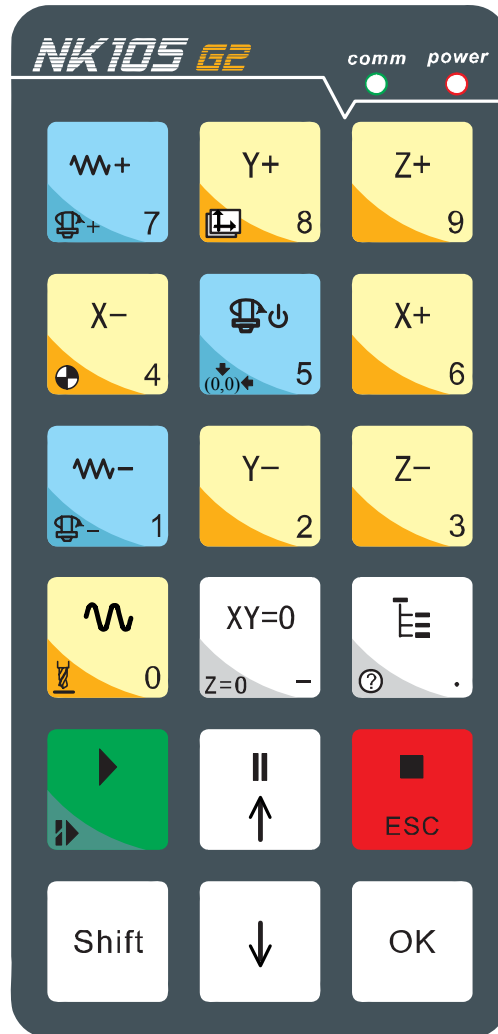 NK105 G2
comm power
+ Y+ Z+
+ 7 8 9
X- X+
4 (0,0) 5 6
- Y- Z-
- 1 2 3
XY=0
0 Z=0 - ? .
ESC
Shift OK